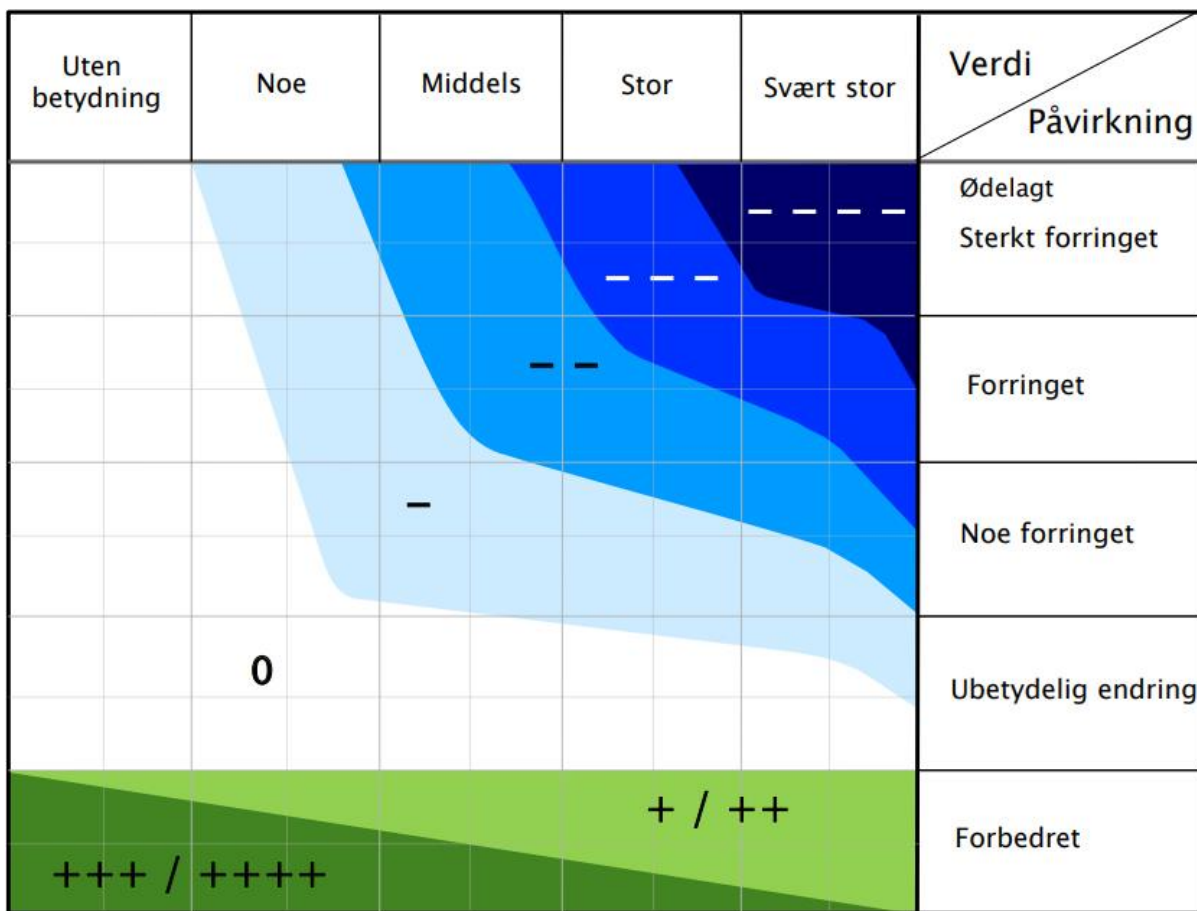 Uten
betydning
Noe
Middels
Stor
Svært stor
Verdi
Påvirkning
Ødelagt
Sterkt forringet
– – – –
– – –
– –
Forringet
–
Noe forringet
0
Ubetydelig endring
+ / ++
Forbedret
+++ / ++++